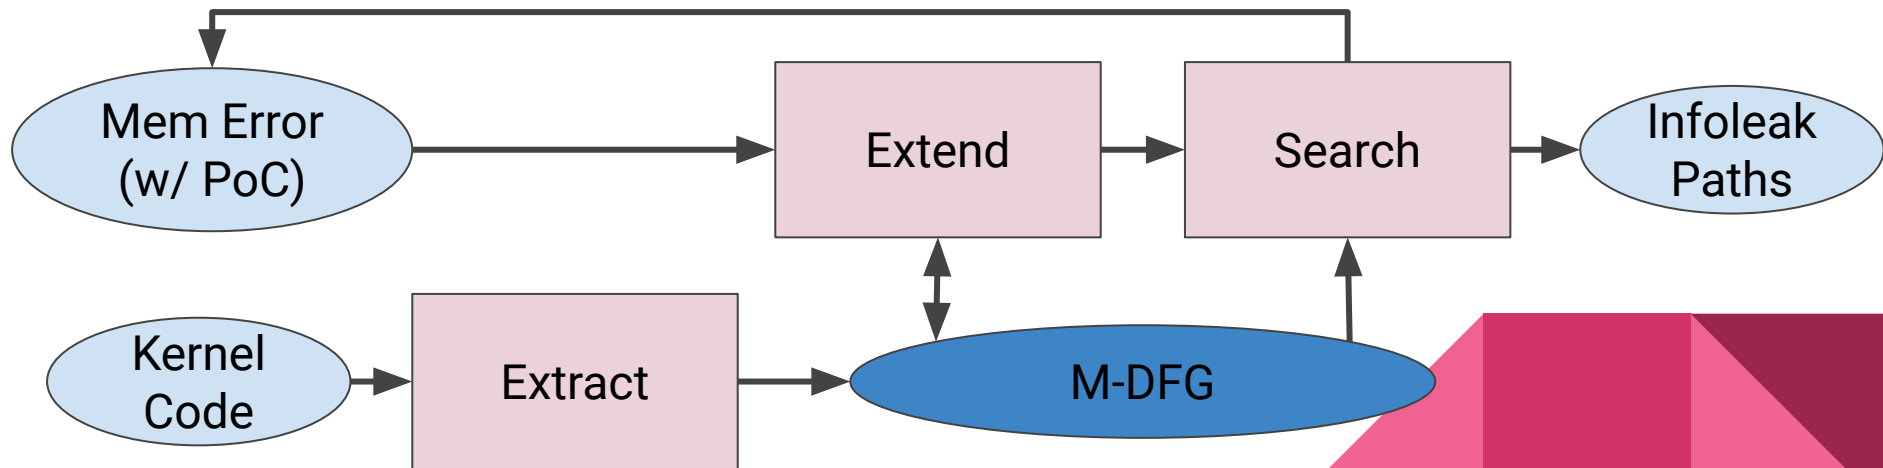 Mem Error
(w/ PoC)
Extend
Search
Infoleak
Paths
Kernel
Code
Extract
M-DFG